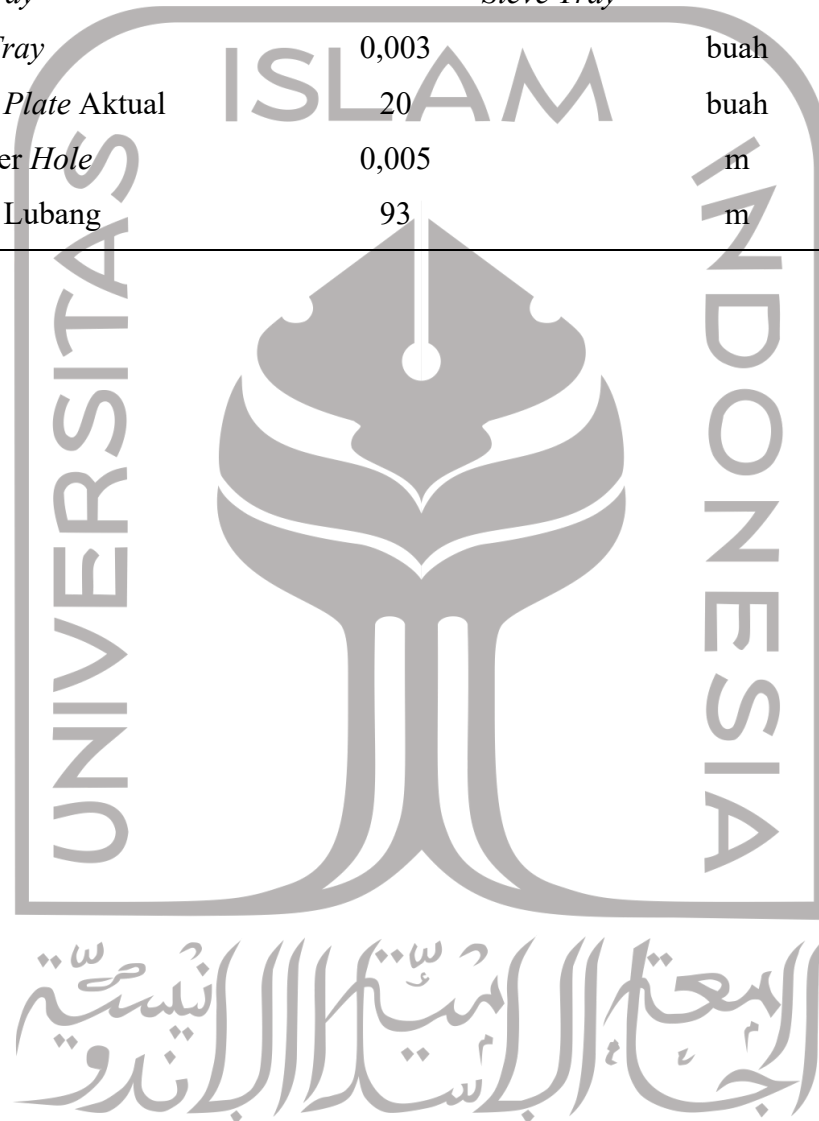 ay Sieve Tray
Tray 0,003 buah
Plate Aktual 20 buah
er Hole 0,005 m
Lubang 93 m
ISLAM
UNIVERSITAS
INDONESIA
الجامعة الإسلامية الإندونيسية